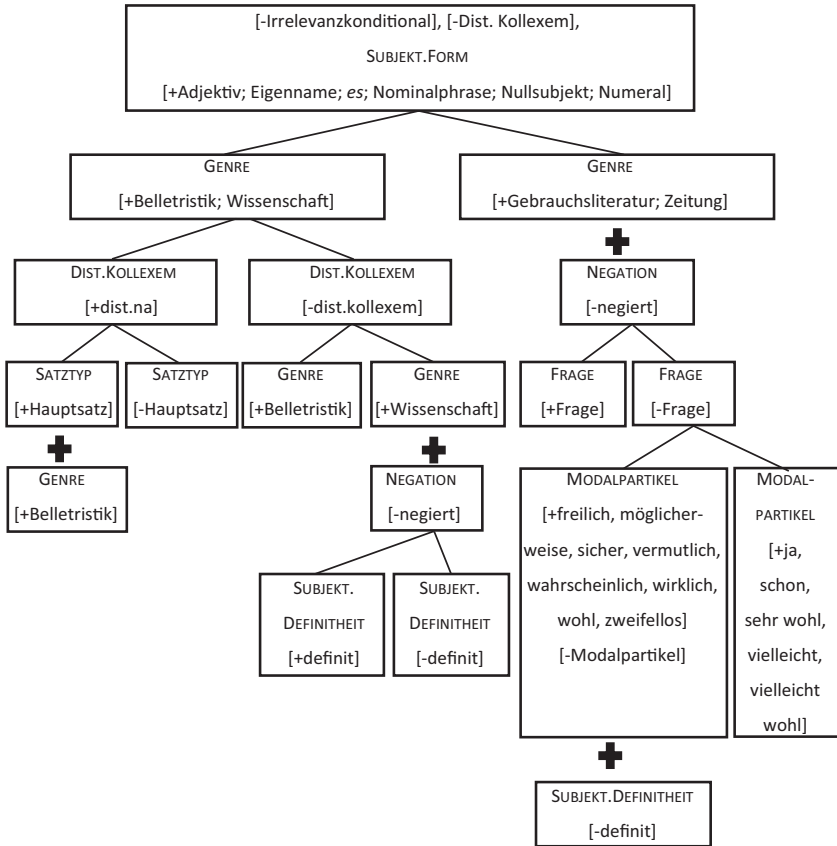 [-Irrelevanzkonditional], [-Dist. Kollexem],
SUBJEKT.FORM
[+Adjektiv; Eigenname; es; Nominalphrase; Nullsubjekt; Numeral]
GENRE
[+Belletristik; Wissenschaft]
GENRE
[+Gebrauchsliteratur; Zeitung]
DIST.KOLLEXEM
[+dist.na]
DIST.KOLLEXEM
[-dist.kollexem]
NEGATION
[-negiert]
SATZTYP
[+Hauptsatz]
SATZTYP
[-Hauptsatz]
GENRE
[+Belletristik]
GENRE
[+Wissenschaft]
FRAGE
[+Frage]
FRAGE
[-Frage]
GENRE
[+Belletristik]
NEGATION
[-negiert]
MODALPARTIKEL
[+freilich, möglicher-
weise, sicher, vermutlich,
wahrscheinlich, wirklich,
wohl, zweifellos]
[-Modalpartikel]
MODAL-
PARTIKEL
[+ja,
schon,
sehr wohl,
vielleicht,
vielleicht
wohl]
SUBJEKT.
DEFINITHEIT
[+definit]
SUBJEKT.
DEFINITHEIT
[-definit]
SUBJEKT.DEFINITHEIT
[-definit]